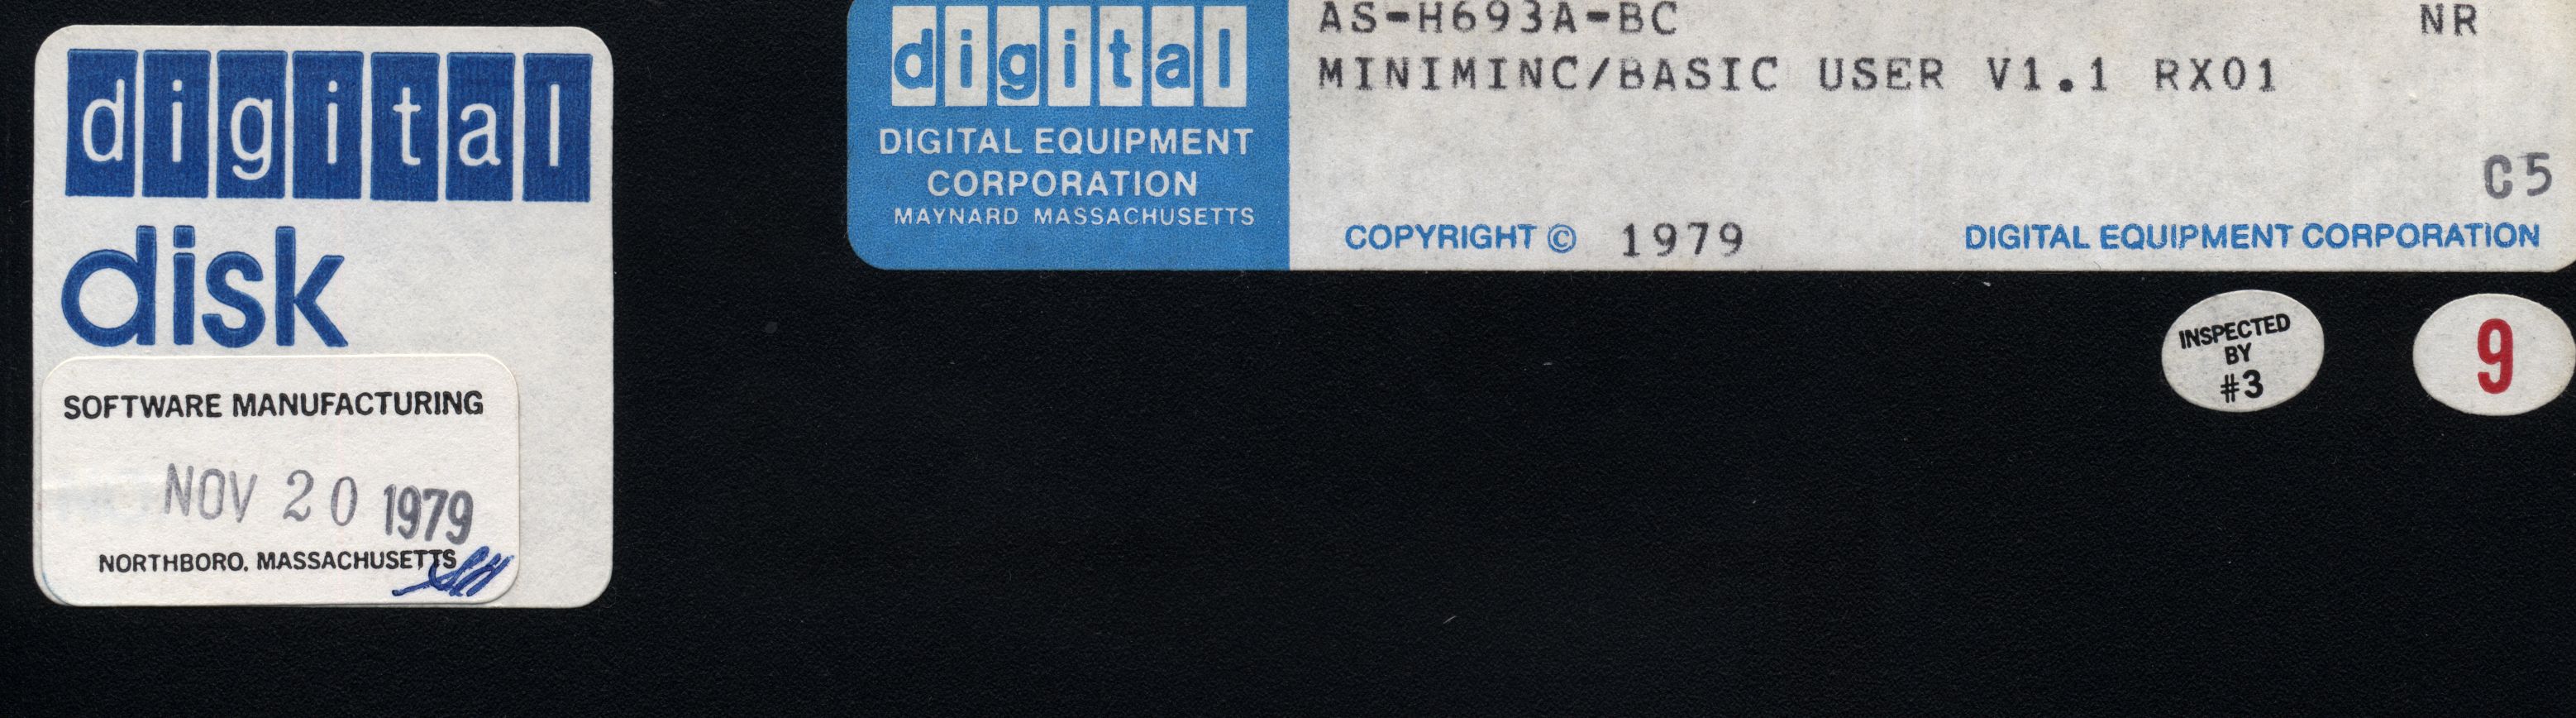 digital
disk
SOFTWARE MANUFACTURING
NOV 20 1979
NORTHBORO, MASSACHUSETTS
digital
DIGITAL EQUIPMENT
CORPORATION
MAYNARD MASSACHUSETTS
AS-H693A-BC NR
MINIMINC/BASIC USER V1.1 RX01
C5
COPYRIGHT © 1979 DIGITAL EQUIPMENT CORPORATION
INSPECTED
BY
#3
9